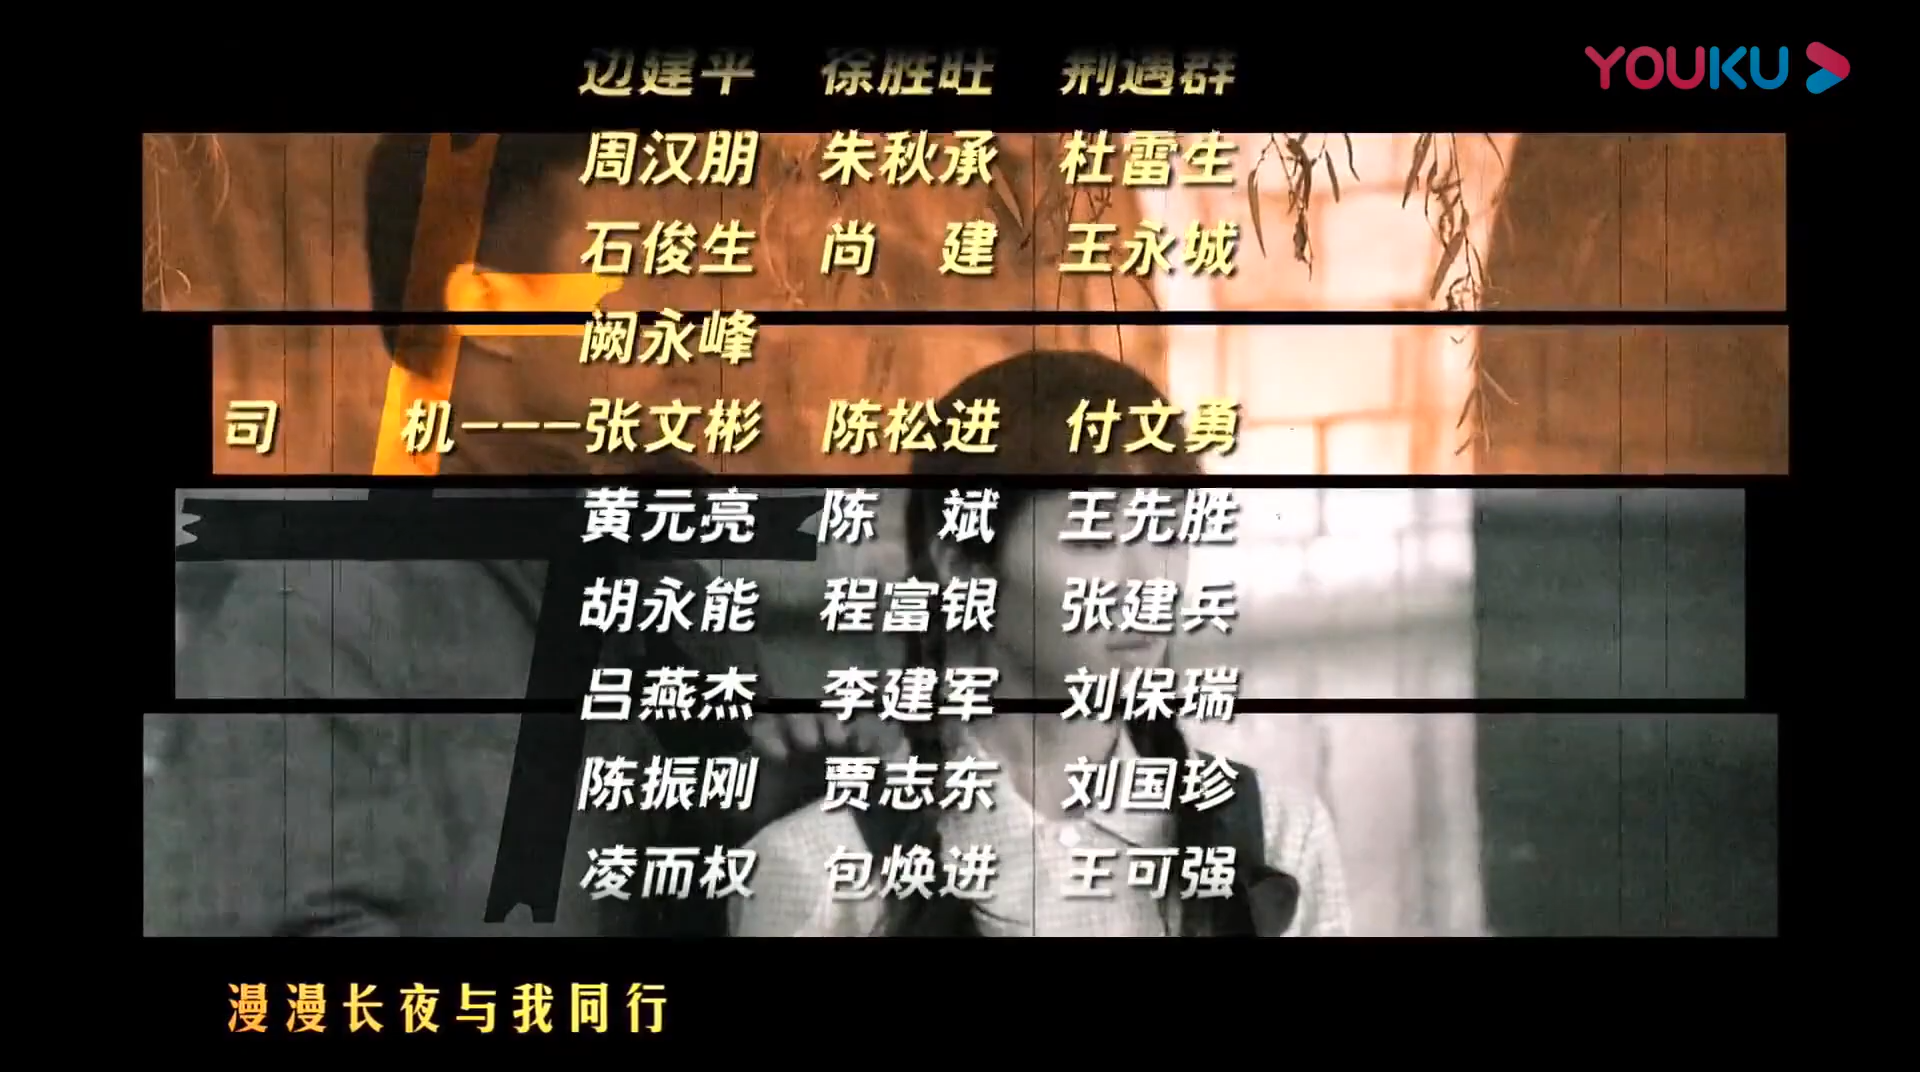 YOUKU
边建平 徐胜旺 荆遇群
周汉朋 朱秋承 杜雷生
石俊生 尚 建 王永城
阙永峰
司 机———张文彬 陈松进 付文勇
黄元亮 陈 斌 王先胜
胡永能 程富银 张建兵
吕燕杰 李建军 刘保瑞
陈振刚 贾志东 刘国珍
凌而权 包焕进 王可强
漫漫长夜与我同行